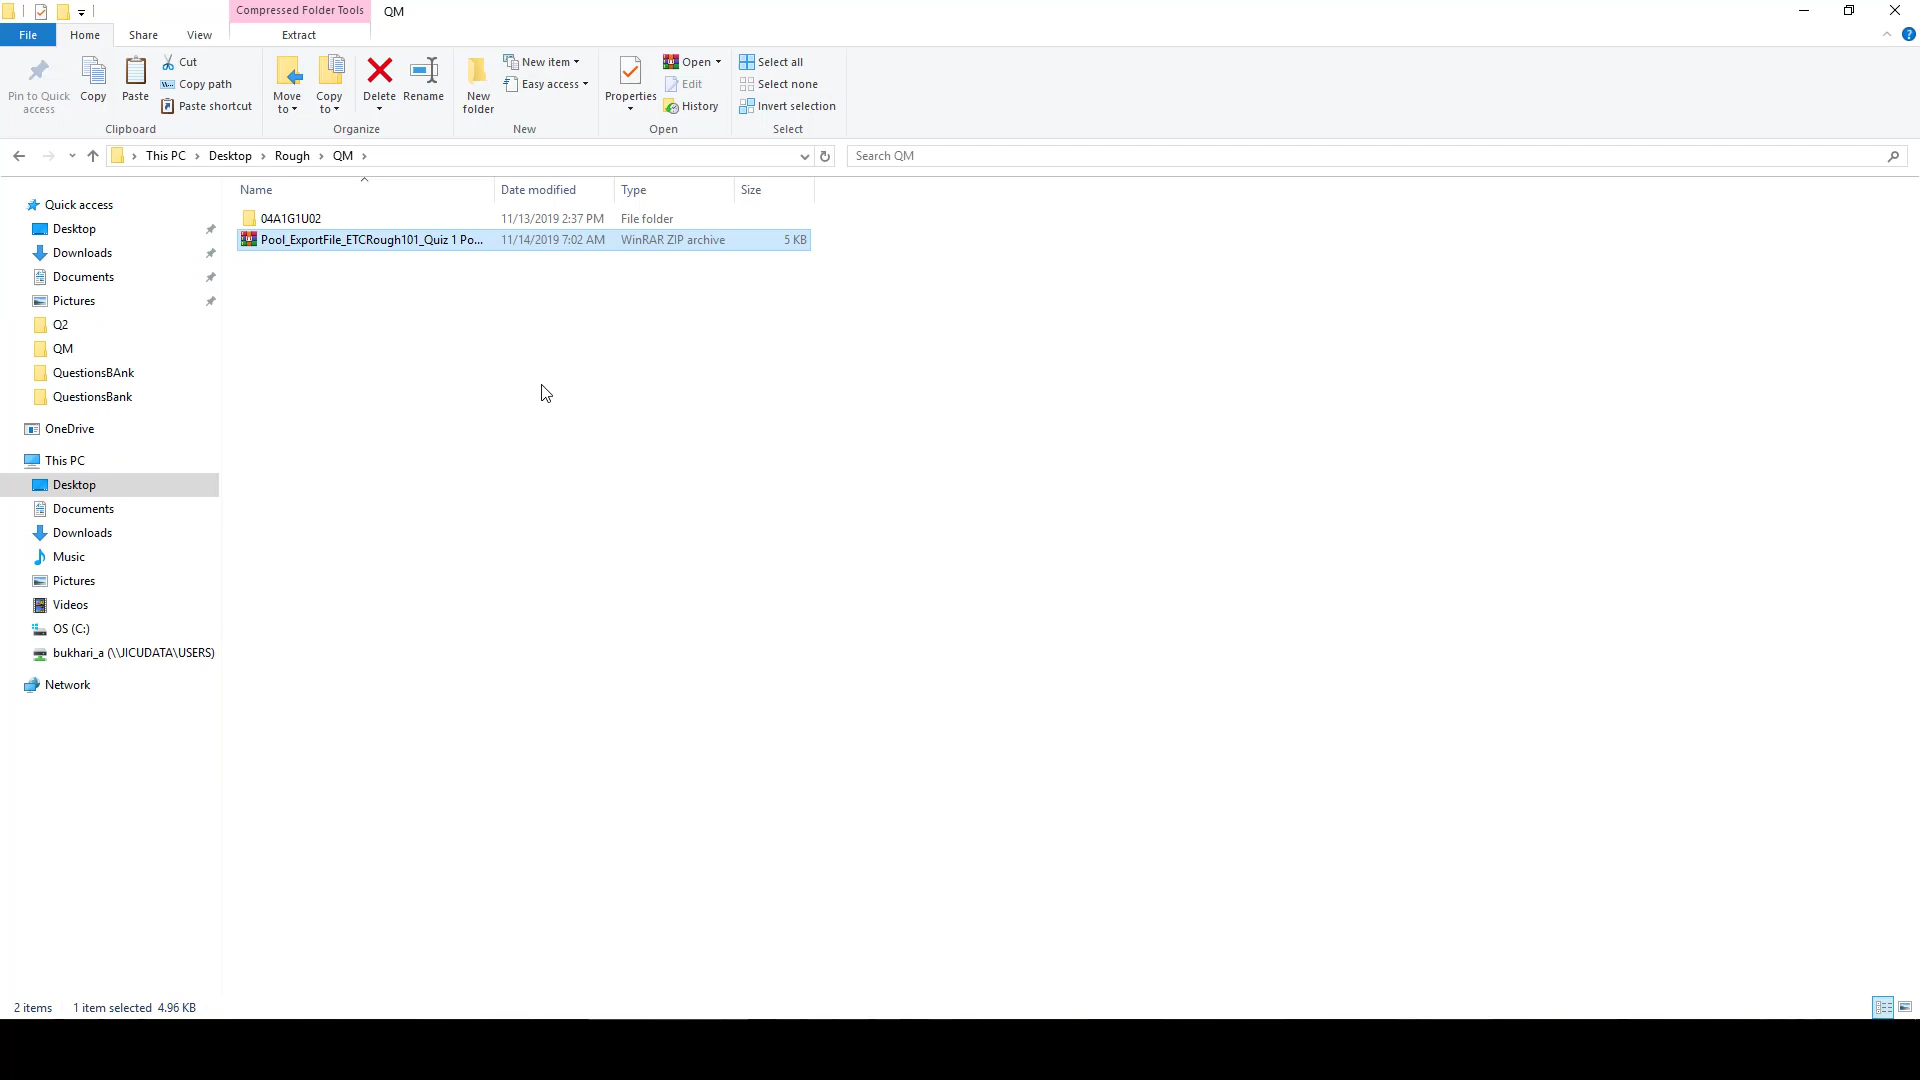 Compressed Folder Tools
QM
File
Home
Share
View
Extract
Pin to Quick access
Copy
Paste
Cut
Copy path
Paste shortcut
Clipboard
Move to
Copy to
Delete
Rename
Organize
New folder
New item
Easy access
New
Properties
Open
Edit
History
Open
Select all
Select none
Invert selection
Select
This PC > Desktop > Rough > QM >
Search QM
Name Date modified Type Size
04A1G1U02 11/13/2019 2:37 PM File folder
Pool_ExportFile_ETCRough101_Quiz 1 Po... 11/14/2019 7:02 AM WinRAR ZIP archive 5 KB
Quick access
Desktop
Downloads
Documents
Pictures
Q2
QM
QuestionsBAnk
QuestionsBank
OneDrive
This PC
Desktop
Documents
Downloads
Music
Pictures
Videos
OS (C:)
bukhari_a (\\JICUDATA\USERS)
Network
2 items 1 item selected 4.96 KB